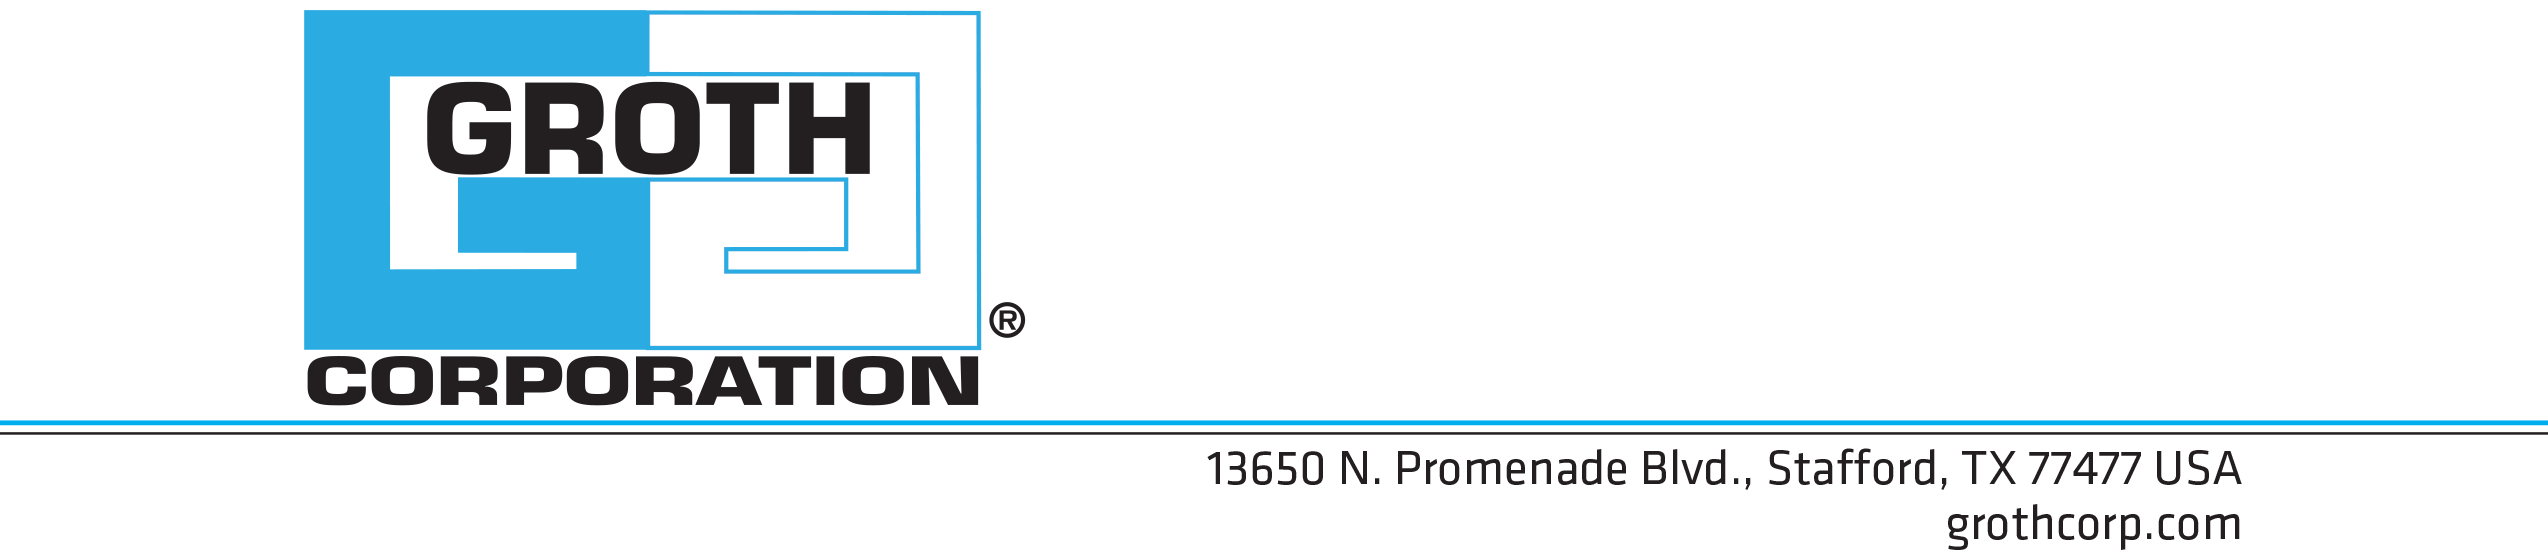 GROTH
®
CORPORATION
13650 N. Promenade Blvd., Stafford, TX 77477 USA
grothcorp.com